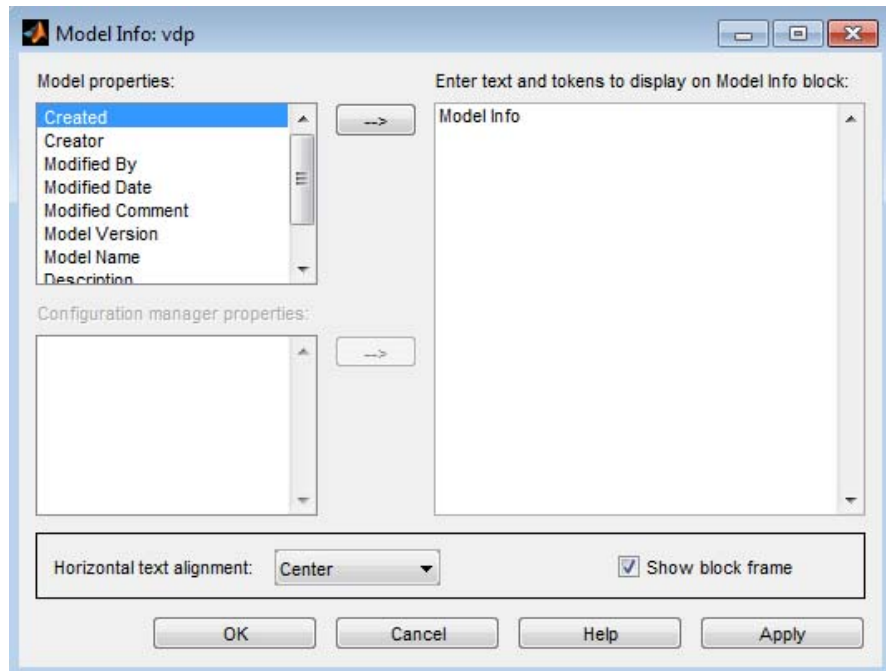 Model Info: vdp
Model properties:
Enter text and tokens to display on Model Info block:
Created
Creator
Modified By
Modified Date
Modified Comment
Model Version
Model Name
Description
-->
Model Info
Configuration manager properties:
-->
Horizontal text alignment:
Center
Show block frame
OK
Cancel
Help
Apply